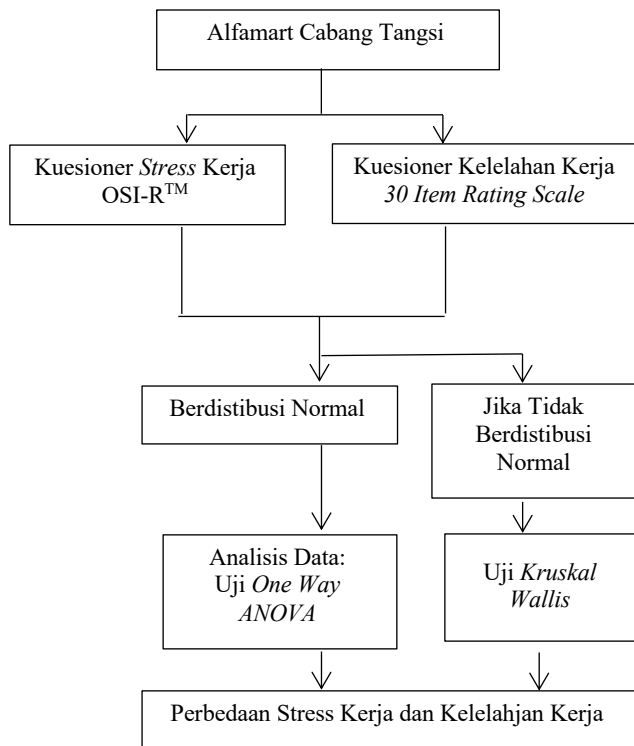 Alfamart Cabang Tangsi
Kuesioner Stress Kerja
OSI-R™
Kuesioner Kelelahan Kerja
30 Item Rating Scale
Berdistibusi Normal
Jika Tidak
Berdistibusi
Normal
Analisis Data:
Uji One Way
ANOVA
Uji Kruskal
Wallis
Perbedaan Stress Kerja dan Kelelahjan Kerja